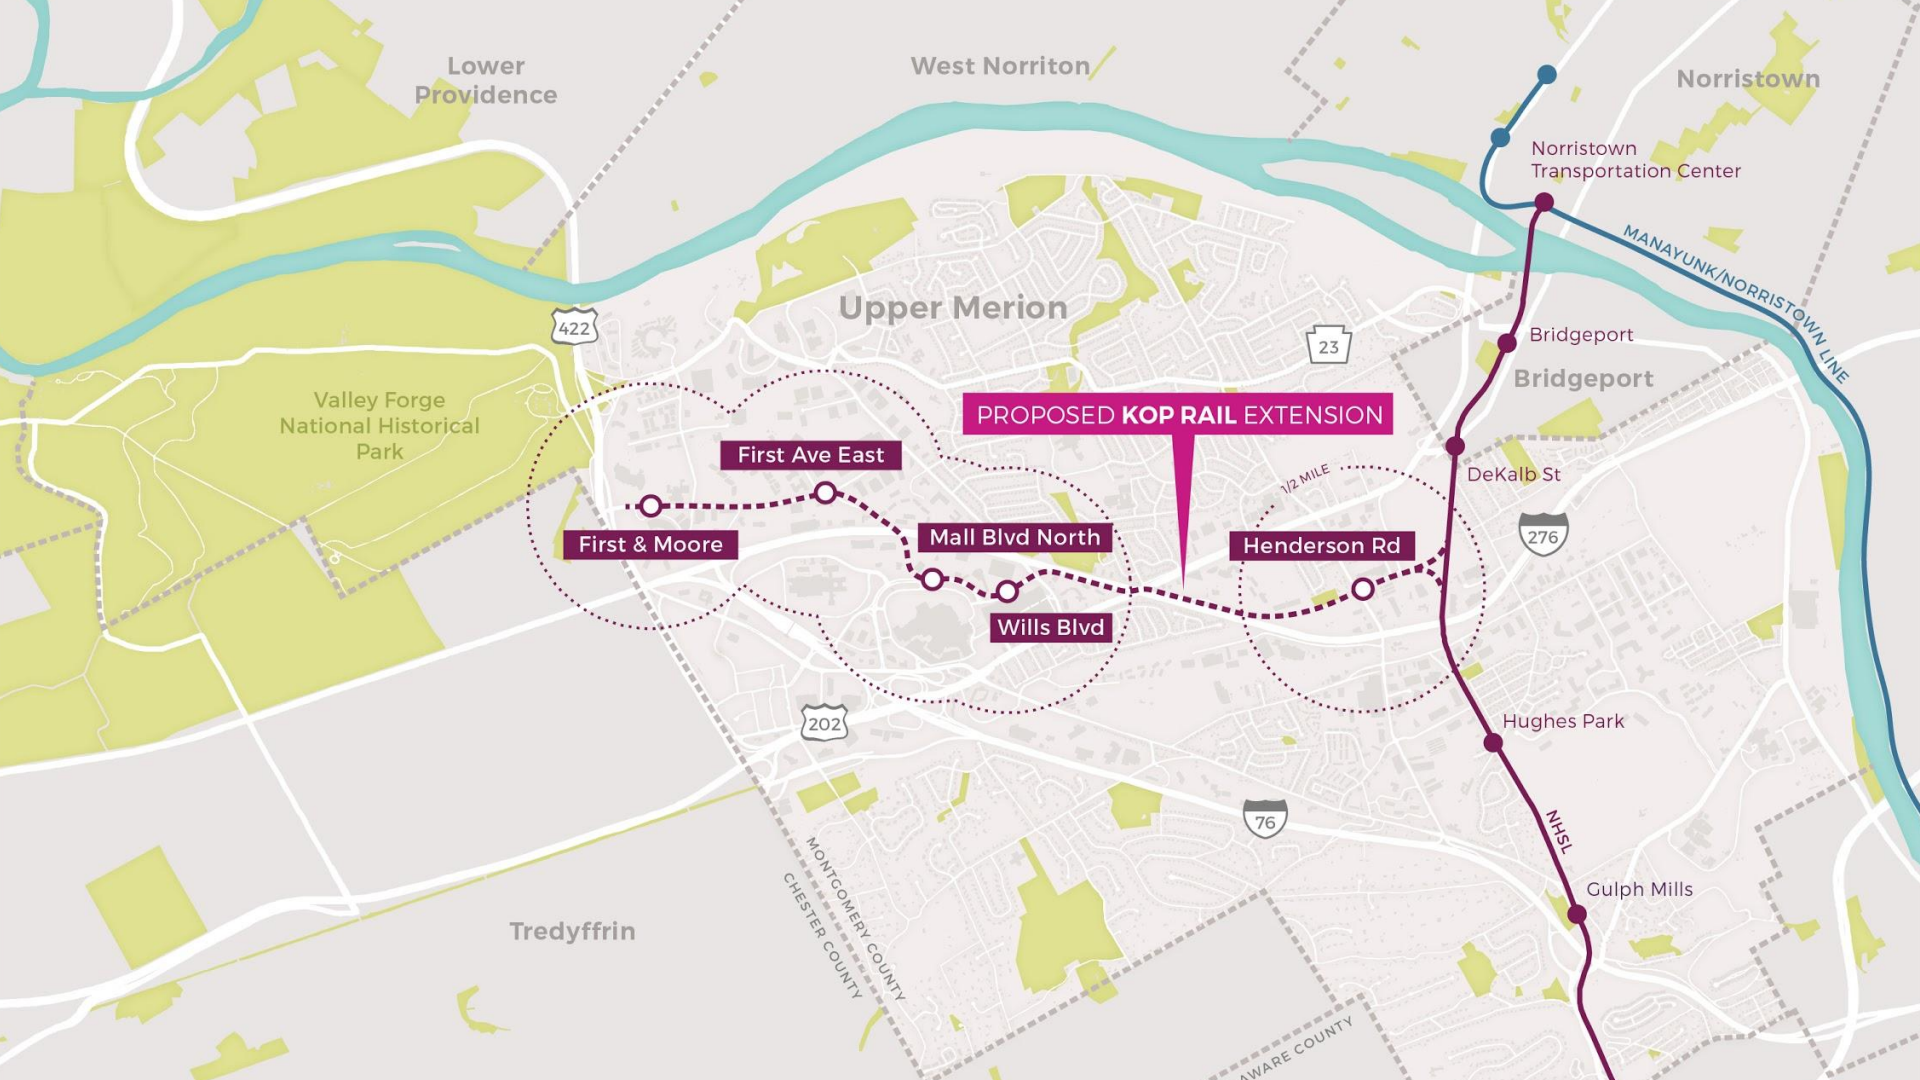 Lower
Providence
West Norriton
Norristown
Norristown
Transportation Center
MANAYUNK/NORRISTOWN LINE
Upper Merion
422
23
Bridgeport
Bridgeport
Valley Forge
National Historical
Park
PROPOSED KOP RAIL EXTENSION
First Ave East
1/2 MILE
DeKalb St
First & Moore
Mall Blvd North
Henderson Rd
276
Wills Blvd
202
Hughes Park
76
NHSL
MONTGOMERY COUNTY
CHESTER COUNTY
Gulph Mills
Tredyffrin
AWARE COUNTY